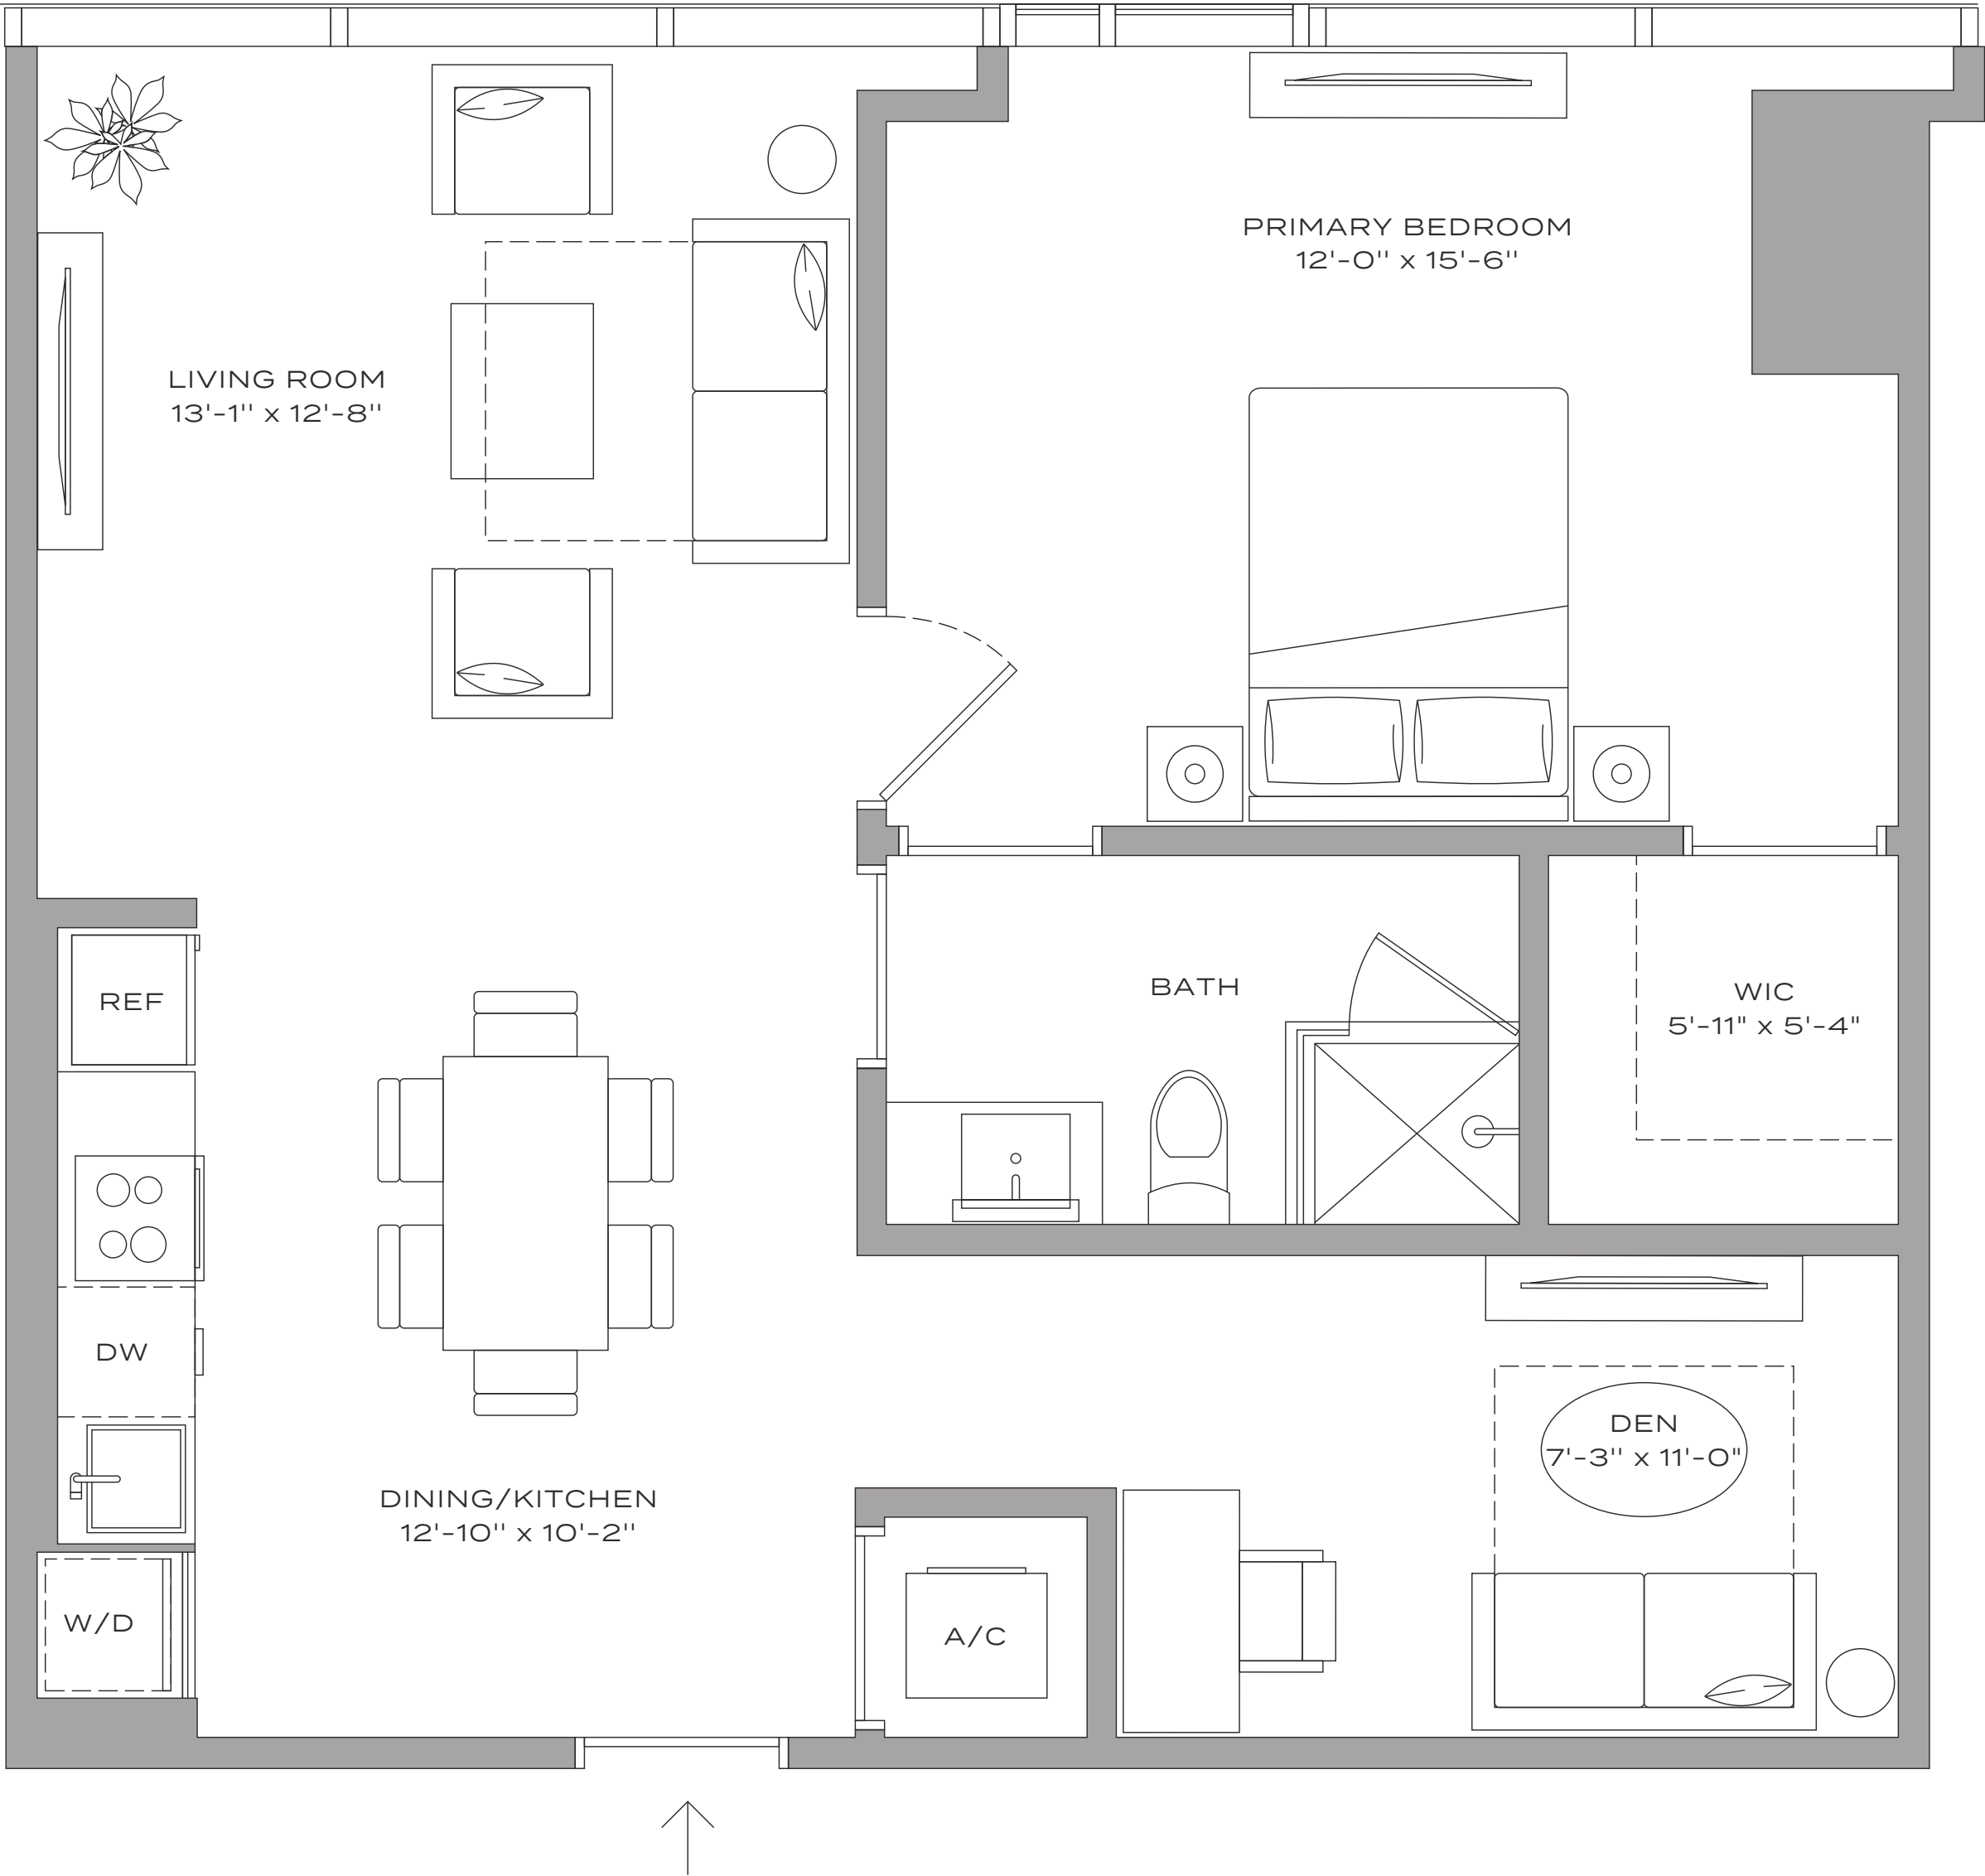 PRIMARY BEDROOM
12'-0" x 15'-6"
LIVING ROOM
13'-1" x 12'-8"
REF
BATH
WIC
5'-11" x 5'-4"
DW
DEN
7'-3" x 11'-0"
DINING/KITCHEN
12'-10" x 10'-2"
W/D
A/C